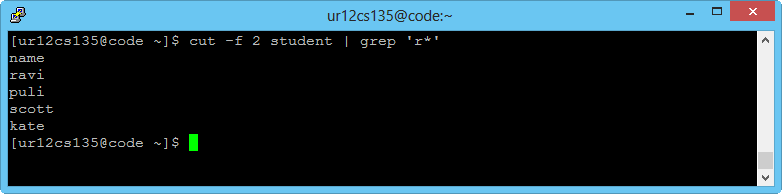 ur12cs135@code:~
[ur12cs135@code ~]$ cut -f 2 student | grep 'r*'
name
ravi
puli
scott
kate
[ur12cs135@code ~]$